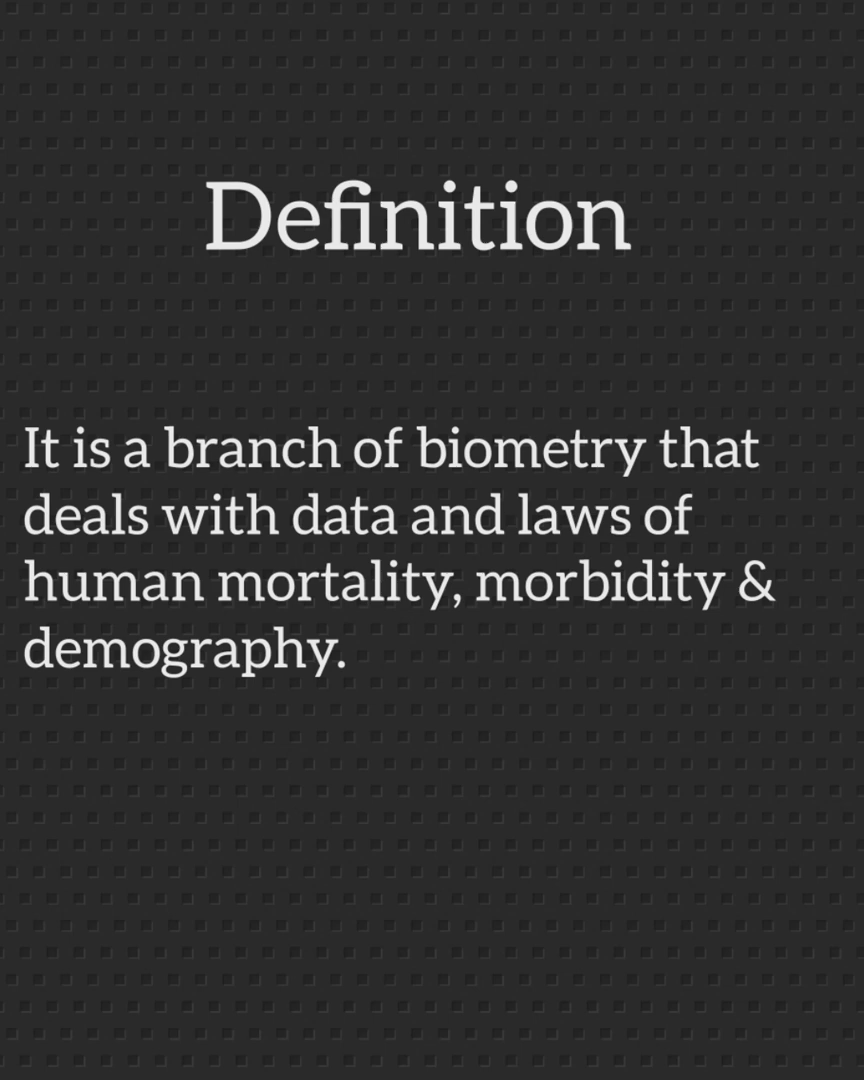 Definition
It is a branch of biometry that
deals with data and laws of
human mortality, morbidity &
demography.